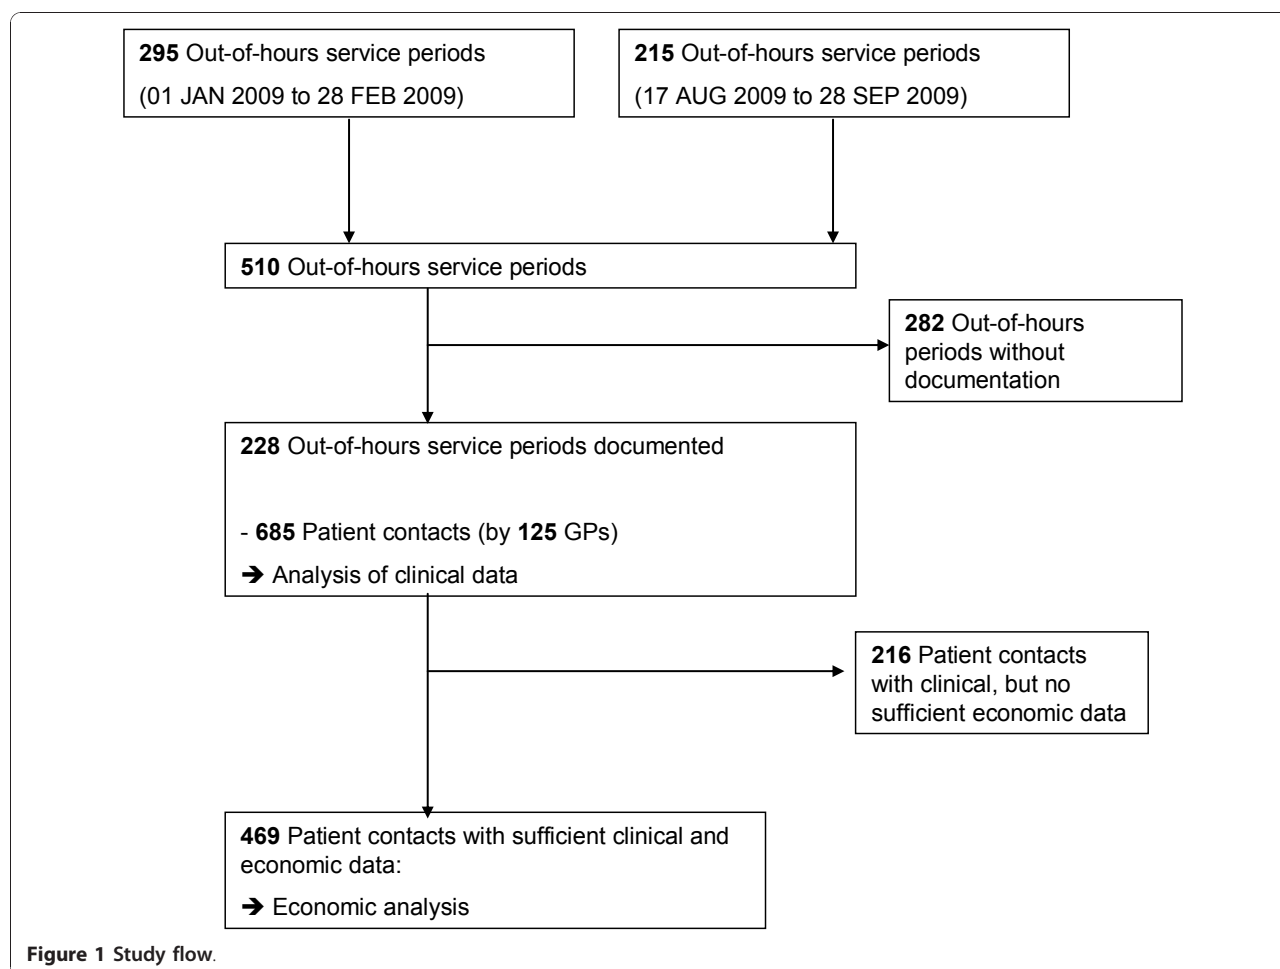 295 Out-of-hours service periods
(01 JAN 2009 to 28 FEB 2009)
215 Out-of-hours service periods
(17 AUG 2009 to 28 SEP 2009)
510 Out-of-hours service periods
282 Out-of-hours
periods without
documentation
228 Out-of-hours service periods documented
- 685 Patient contacts (by 125 GPs)
➔ Analysis of clinical data
216 Patient contacts
with clinical, but no
sufficient economic data
469 Patient contacts with sufficient clinical and
economic data:
➔ Economic analysis
Figure 1 Study flow.